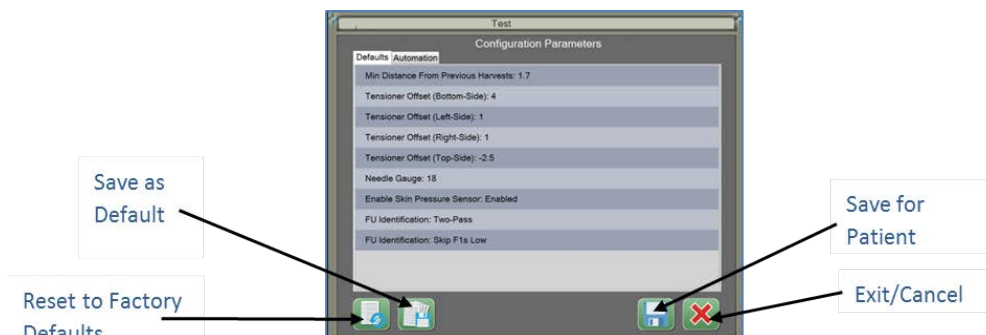 Test
Configuration Parameters
Defaults Automation
Min Distance From Previous Harvests: 1.7
Tensioner Offset (Bottom-Side): 4
Tensioner Offset (Left-Side): 1
Tensioner Offset (Right-Side): 1
Tensioner Offset (Top-Side): -2.5
Needle Gauge: 18
Enable Skin Pressure Sensor: Enabled
FU Identification: Two-Pass
FU Identification: Skip F1s Low
Save as
Default
Reset to Factory
Defaults
Save for
Patient
Exit/Cancel